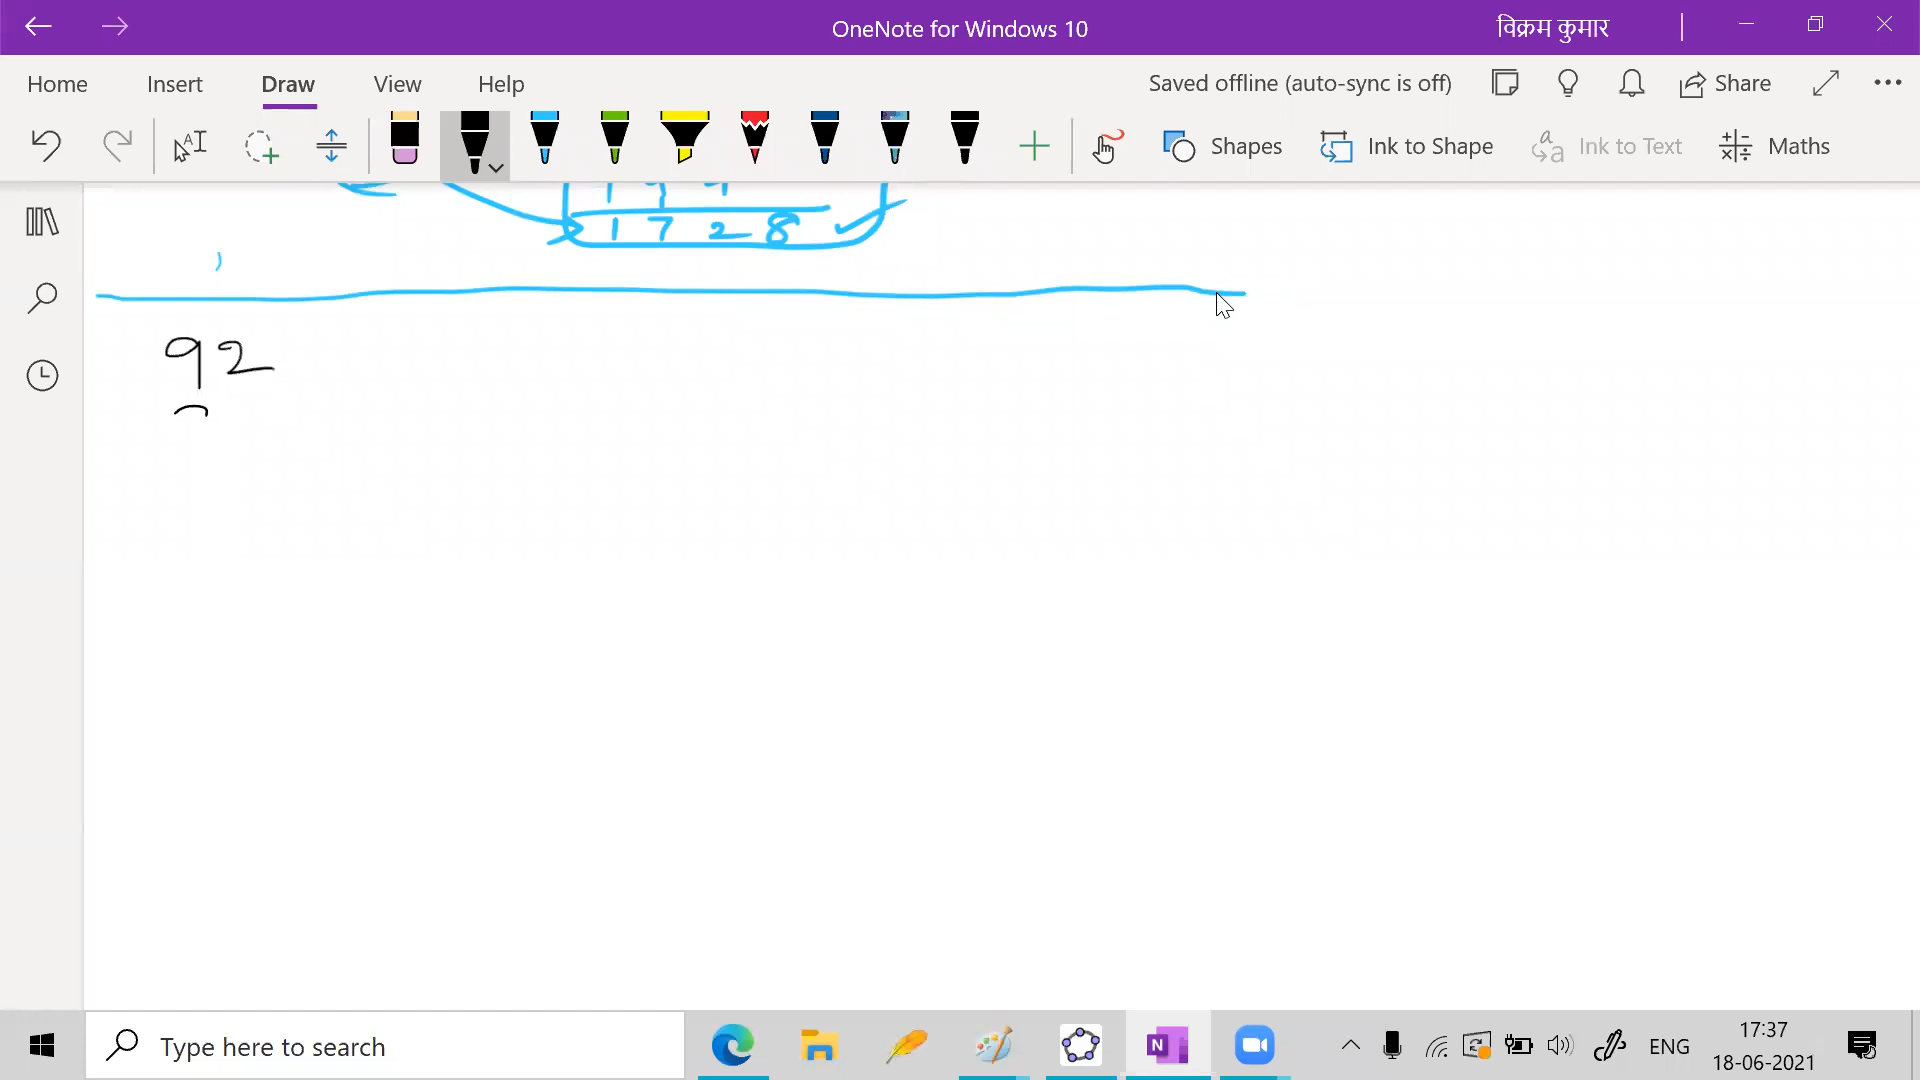 OneNote for Windows 10
विक्रम कुमार
Home Insert Draw View Help
Saved offline (auto-sync is off)
Share
Shapes
Ink to Shape
Ink to Text
Maths
1 7 2 8
92
Type here to search
ENG
17:37
18-06-2021